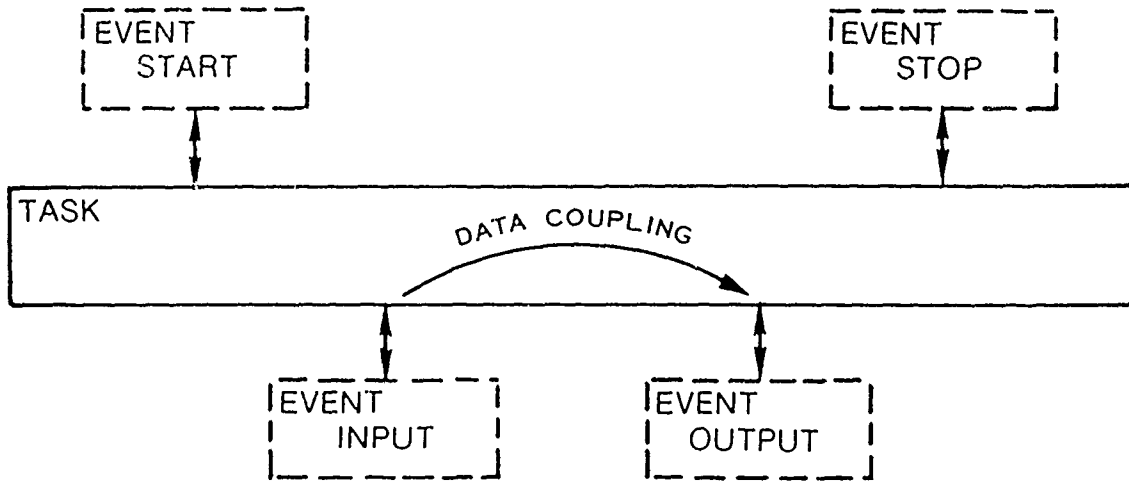 EVENT
START
EVENT
STOP
TASK
DATA COUPLING
EVENT
INPUT
EVENT
OUTPUT